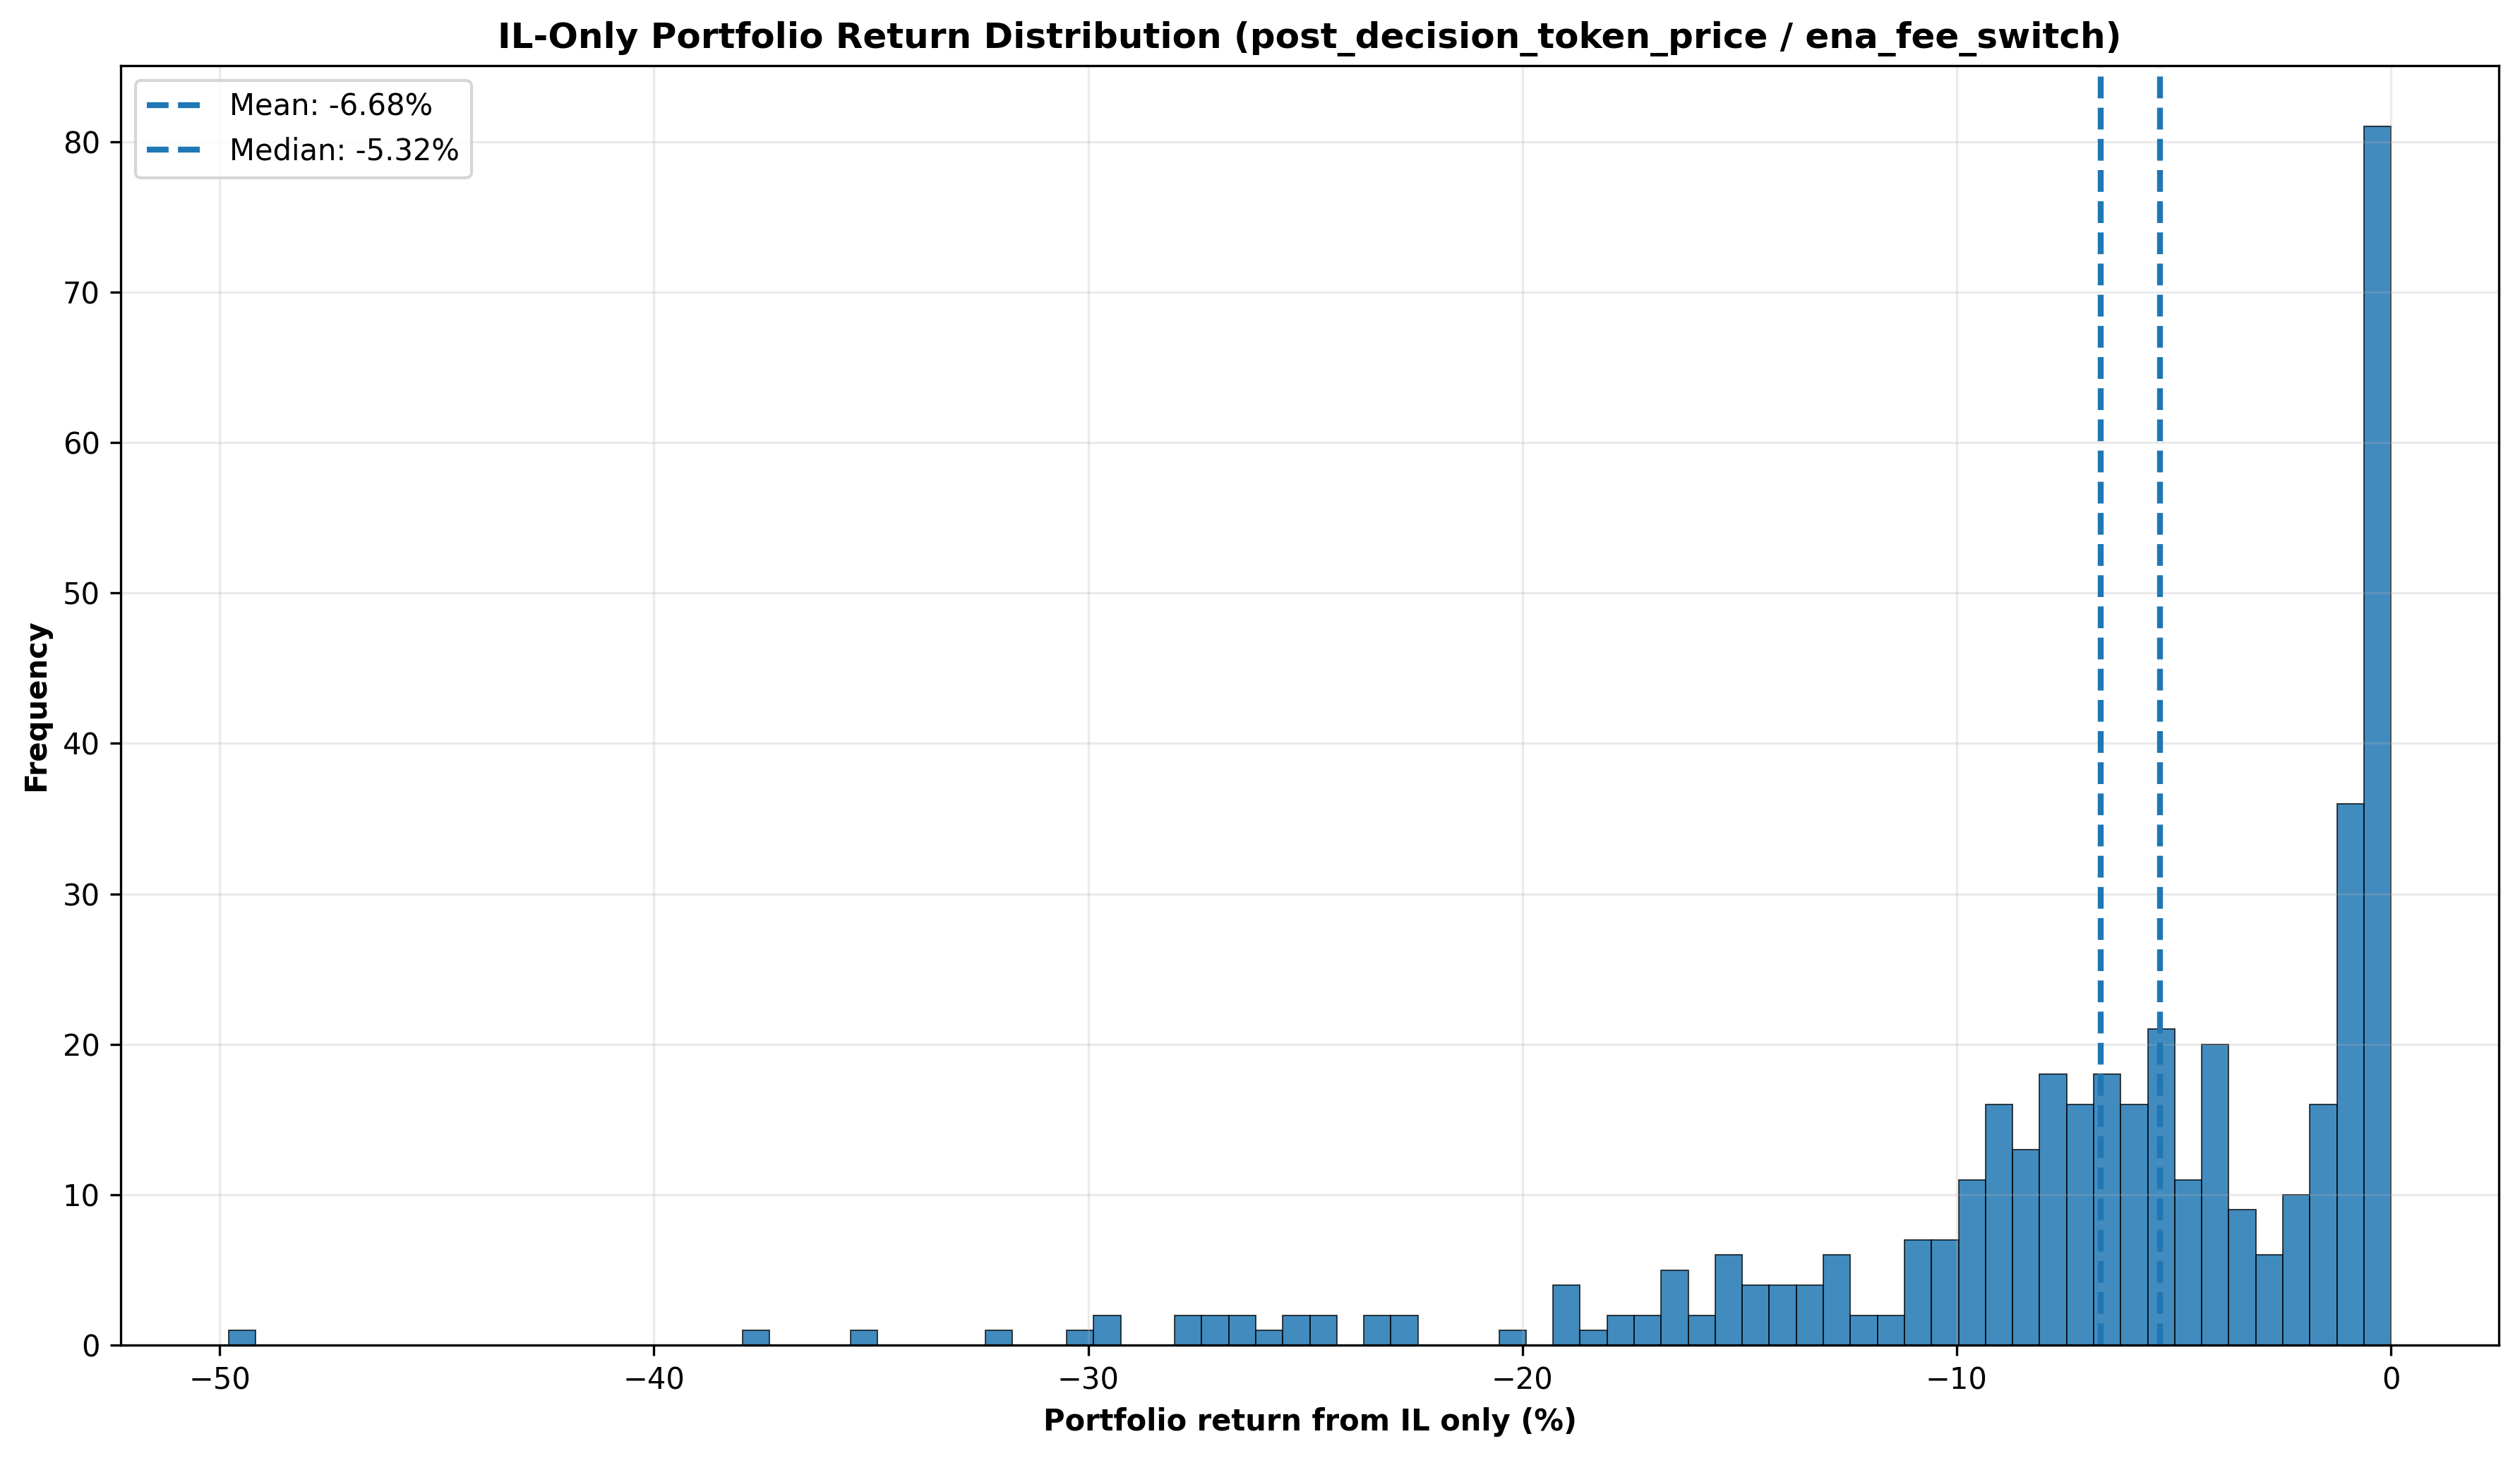 IL-Only Portfolio Return Distribution (post_decision_token_price / ena_fee_switch)
Mean: -6.68%
Median: -5.32%
80
70
60
50
40
30
20
10
0
Frequency
−50 −40 −30 −20 −10 0
Portfolio return from IL only (%)